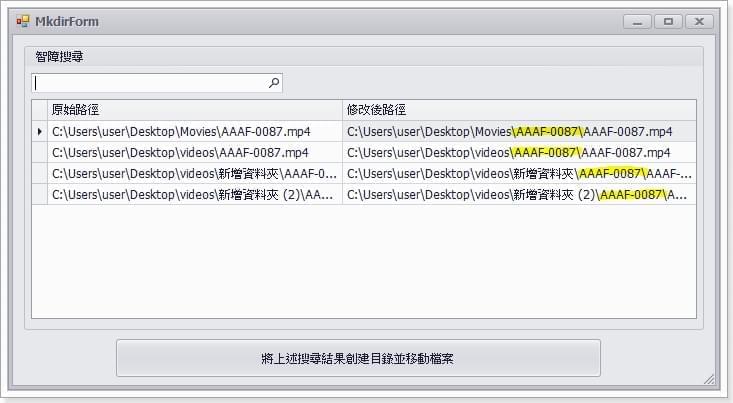 MkdirForm
智障搜尋
原始路徑 修改後路徑
C:\Users\user\Desktop\Movies\AAAF-0087.mp4 C:\Users\user\Desktop\Movies\AAAF-0087\AAAF-0087.mp4
C:\Users\user\Desktop\videos\AAAF-0087.mp4 C:\Users\user\Desktop\videos\AAAF-0087\AAAF-0087.mp4
C:\Users\user\Desktop\videos\新增資料夾\AAAF-0... C:\Users\user\Desktop\videos\新增資料夾\AAAF-0087\AAAF-...
C:\Users\user\Desktop\videos\新增資料夾 (2)\AA... C:\Users\user\Desktop\videos\新增資料夾 (2)\AAAF-0087\A...
將上述搜尋結果創建目錄並移動檔案